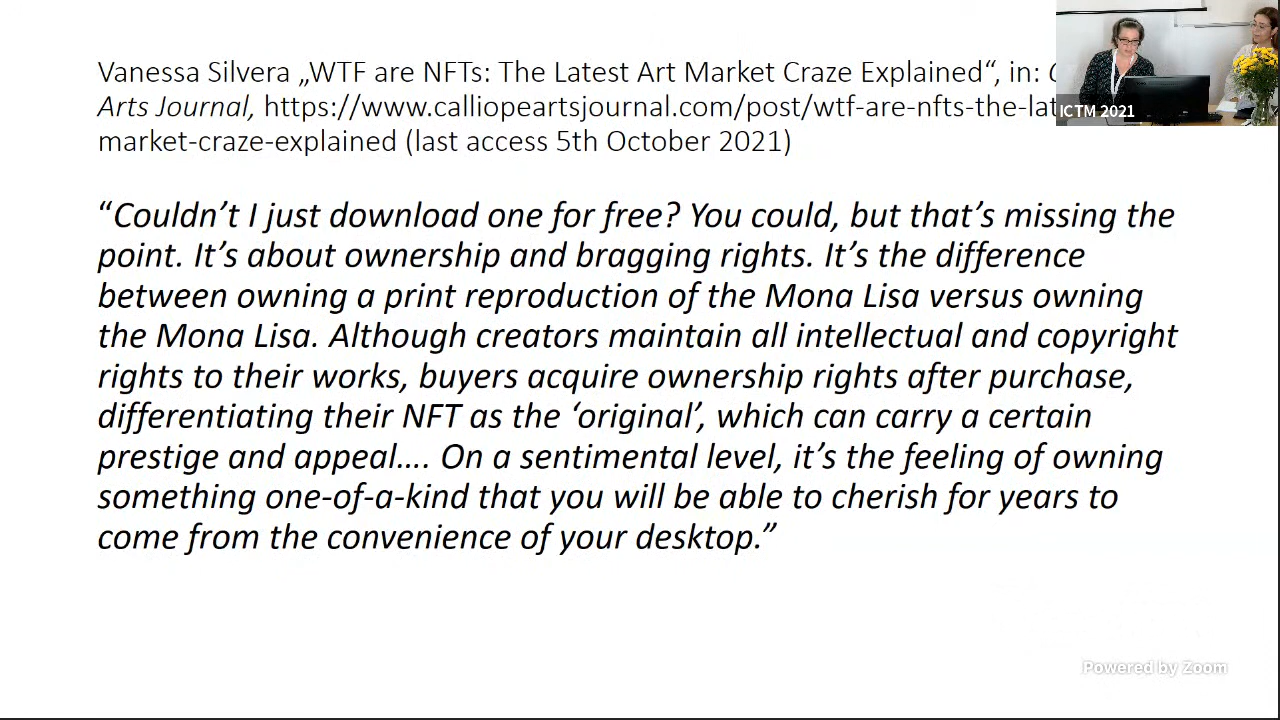 Vanessa Silvera „WTF are NFTs: The Latest Art Market Craze Explained“, in:
Arts Journal, https://www.calliopeartsjournal.com/post/wtf-are-nfts-the-lat
market-craze-explained (last access 5th October 2021)
ICTM 2021
“Couldn’t I just download one for free? You could, but that’s missing the
point. It’s about ownership and bragging rights. It’s the difference
between owning a print reproduction of the Mona Lisa versus owning
the Mona Lisa. Although creators maintain all intellectual and copyright
rights to their works, buyers acquire ownership rights after purchase,
differentiating their NFT as the ‘original’, which can carry a certain
prestige and appeal…. On a sentimental level, it’s the feeling of owning
something one-of-a-kind that you will be able to cherish for years to
come from the convenience of your desktop.”
Powered by Zoom